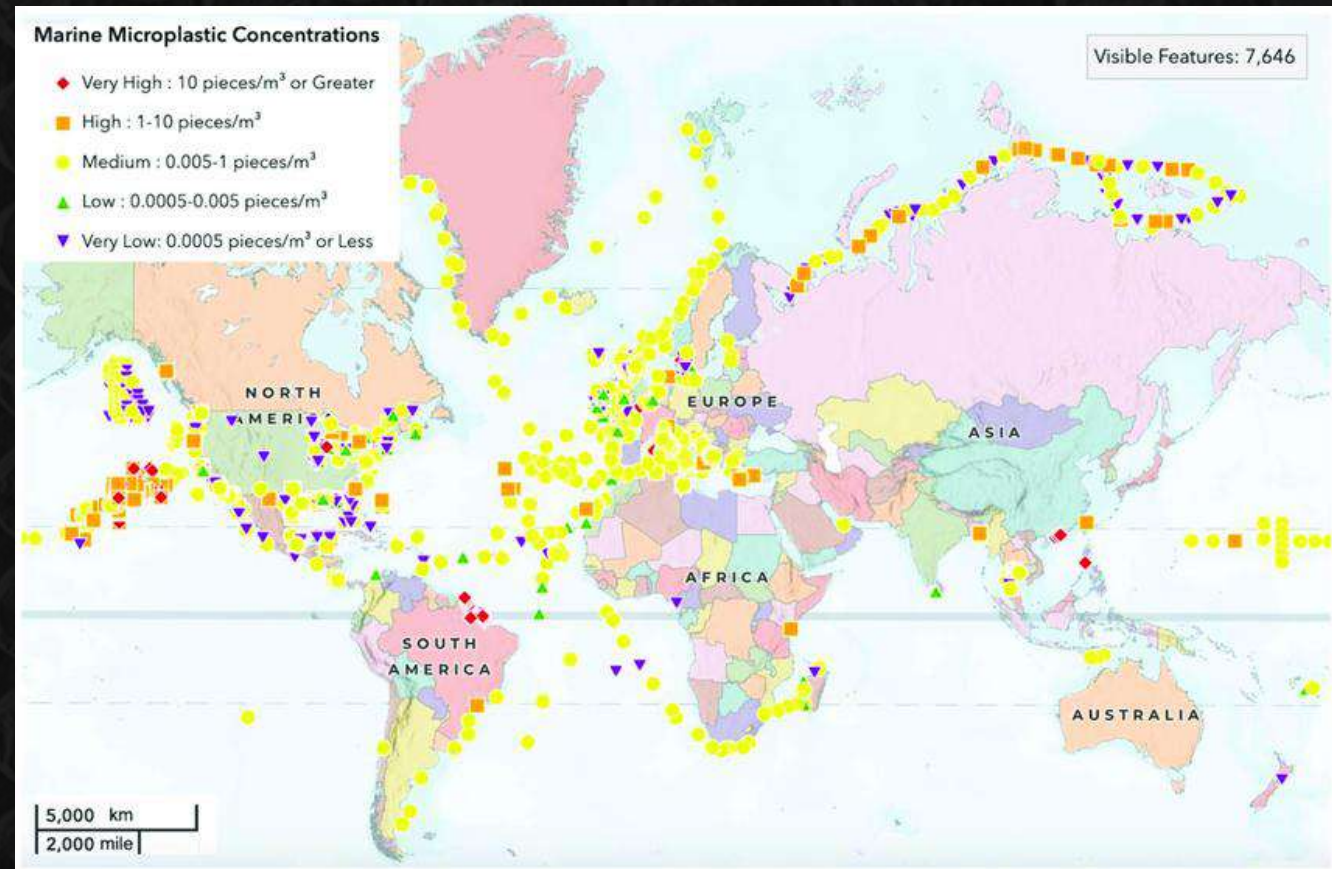 Marine Microplastic Concentrations
Very High : 10 pieces/m³ or Greater
High : 1-10 pieces/m³
Medium : 0.005-1 pieces/m³
Low : 0.0005-0.005 pieces/m³
Very Low: 0.0005 pieces/m³ or Less
Visible Features: 7,646
NORTH
AMERICA
EUROPE
ASIA
AFRICA
SOUTH
AMERICA
AUSTRALIA
5,000 km
2,000 mile